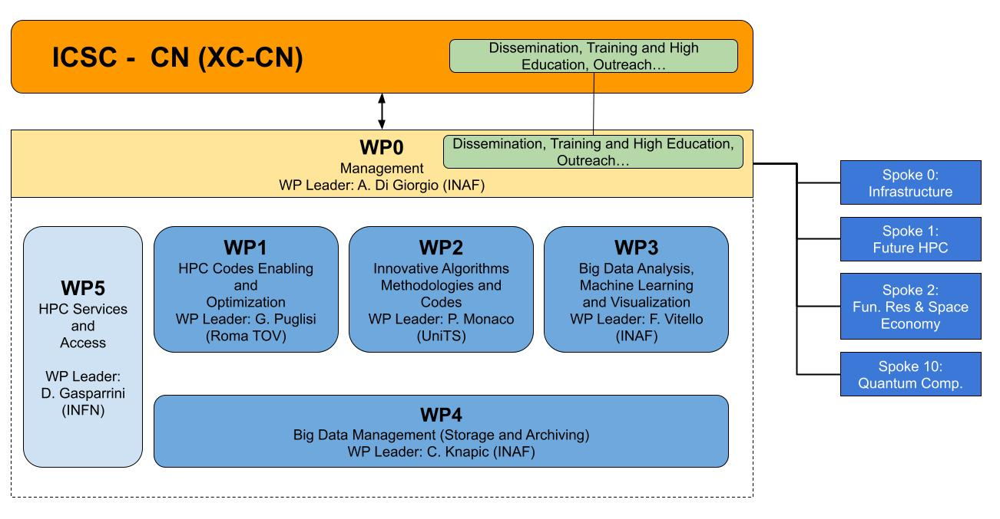 ICSC - CN (XC-CN)
Dissemination, Training and High
Education, Outreach…
WP0
Management
WP Leader: A. Di Giorgio (INAF)
Dissemination, Training and High Education,
Outreach…
Spoke 0:
Infrastructure
Spoke 1:
Future HPC
Spoke 2:
Fun. Res & Space
Economy
Spoke 10:
Quantum Comp.
WP5
HPC Services
and
Access
WP Leader:
D. Gasparrini
(INFN)
WP1
HPC Codes Enabling
and
Optimization
WP Leader: G. Puglisi
(Roma TOV)
WP2
Innovative Algorithms
Methodologies and
Codes
WP Leader: P. Monaco
(UniTS)
WP3
Big Data Analysis,
Machine Learning
and Visualization
WP Leader: F. Vitello
(INAF)
WP4
Big Data Management (Storage and Archiving)
WP Leader: C. Knapic (INAF)